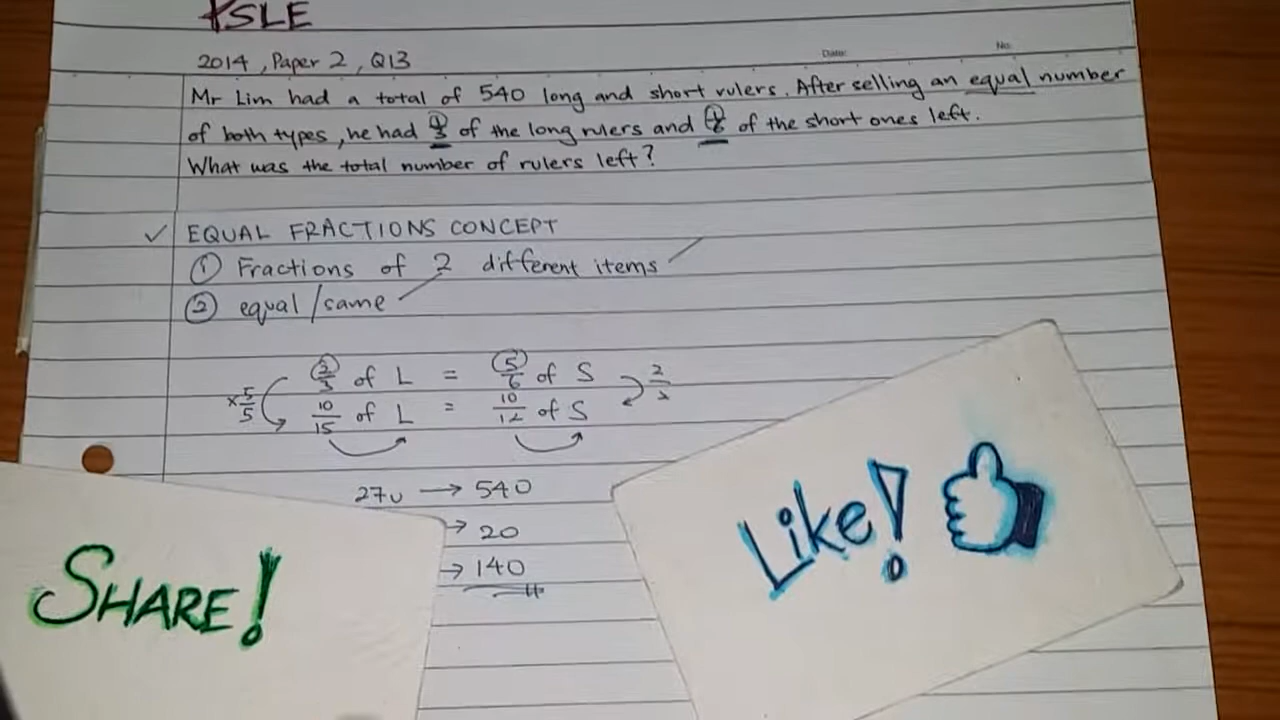 PSLE
2014, Paper 2, Q13
Date:
No:
Mr Lim had a total of 540 long and short rulers. After selling an equal number
of both types, he had 1/3 of the long rulers and 1/6 of the short ones left.
What was the total number of rulers left?
✓ EQUAL FRACTIONS CONCEPT
① Fractions of 2 different items
② equal/same
2/3 of L = 5/6 of S
×5/5 10/15 of L = 10/12 of S
27u → 540
→ 20
→ 140
SHARE!
Like!